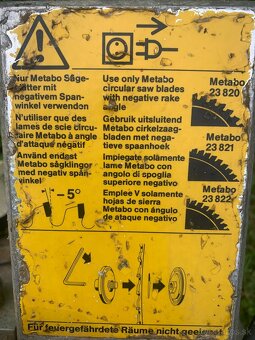 Nur Metabo Säge-
blätter mit
negativem Span-
winkel verwenden
N'utiliser que des
lames de scie circu-
laire Metabo à angle
d'attaque négatif
Använd endast
Metabo sågklingor
med negativ spån-
vinkel
-5°
Use only Metabo
circular saw blades
with negative rake
angle
Gebruik uitsluitend
Metabo cirkelzaag-
bladen met nega-
tieve spaanhoek
Impiegate solamente
lame Metabo con
angolo di spoglia
superiore negativo
Emplee V solamente
hojas de sierra
Metabo con ángulo
de ataque negativo
Metabo
23 820
Metabo
23 821
Metabo
23 822
Für feuergefährdete Räume nicht geeignet